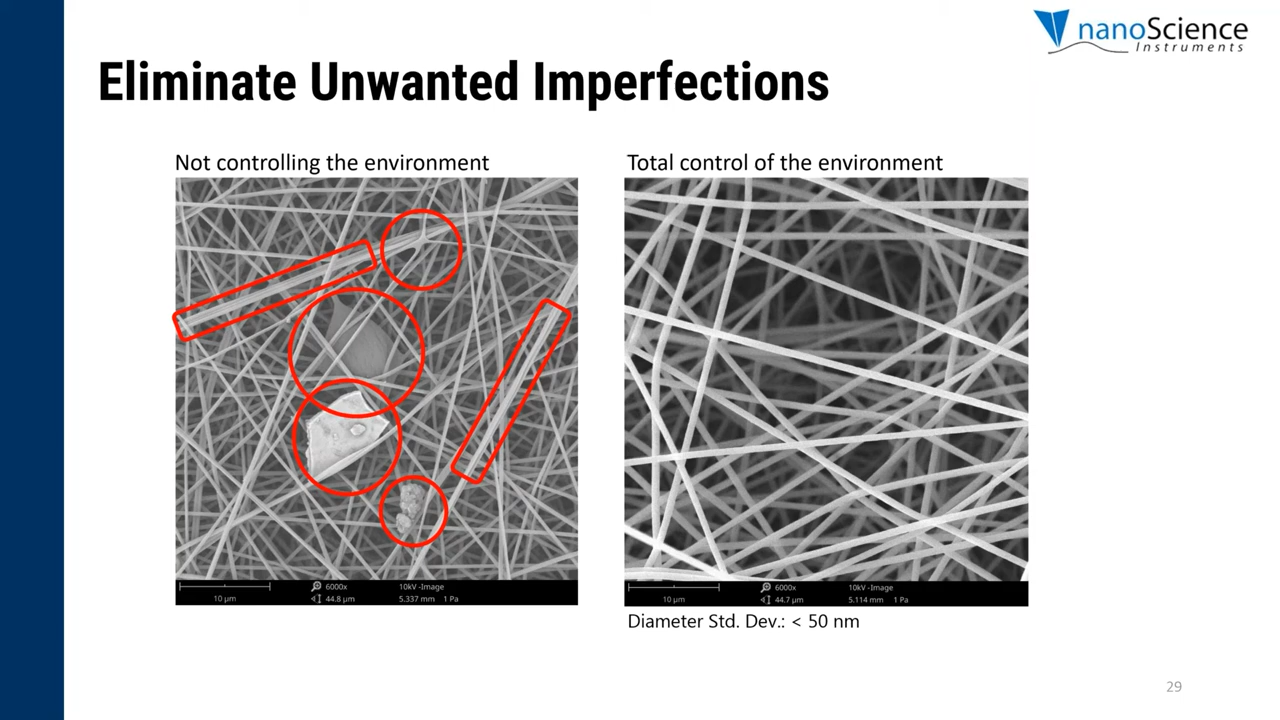 nanoScience
Instruments
Eliminate Unwanted Imperfections
Not controlling the environment
Total control of the environment
10 µm
6000x
44.8 µm
10kV -Image
5.337 mm 1 Pa
10 µm
6000x
44.7 µm
10kV -Image
5.114 mm 1 Pa
Diameter Std. Dev.: < 50 nm
29